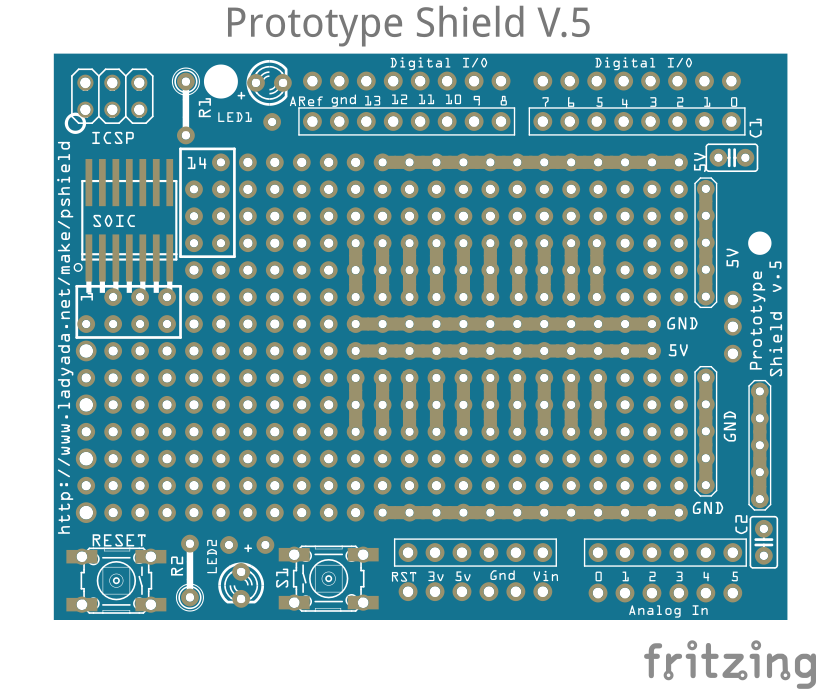 Prototype Shield V.5
Digital I/O
Digital I/O
ICSP
R1
+
LED1
ARef gnd 13 12 11 10 9 8
7 6 5 4 3 2 1 0
C1
14
5V
SOIC
http://www.ladyada.net/make/pshield
1
5V
Prototype
Shield v.5
GND
5V
GND
GND
C2
RESET
R2
LED2
+
S1
RST 3v 5v Gnd Vin
0 1 2 3 4 5
Analog In
fritzing